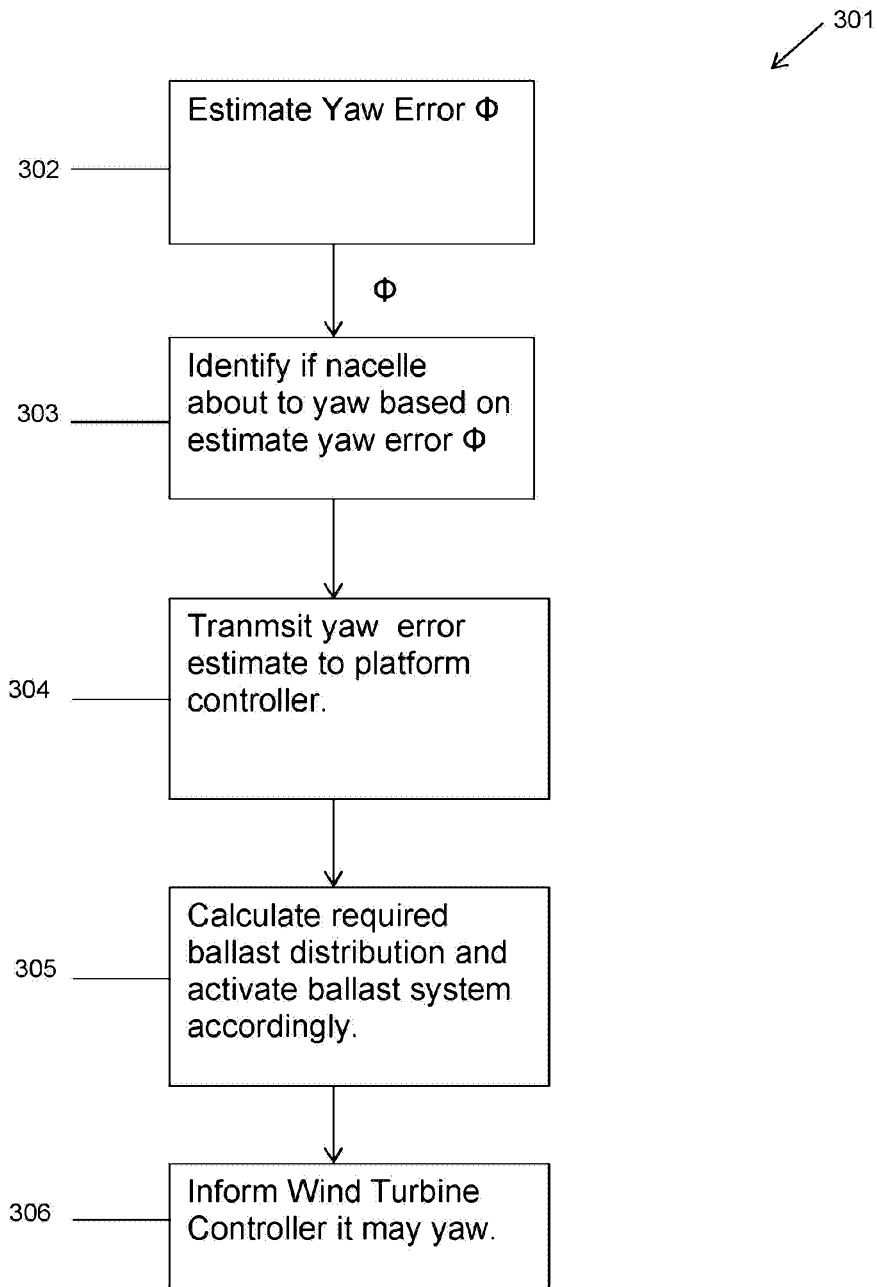 301
Estimate Yaw Error Φ
302
Φ
Identify if nacelle
about to yaw based on
estimate yaw error Φ
303
Tranmsit yaw error
estimate to platform
controller.
304
Calculate required
ballast distribution and
activate ballast system
accordingly.
305
Inform Wind Turbine
Controller it may yaw.
306